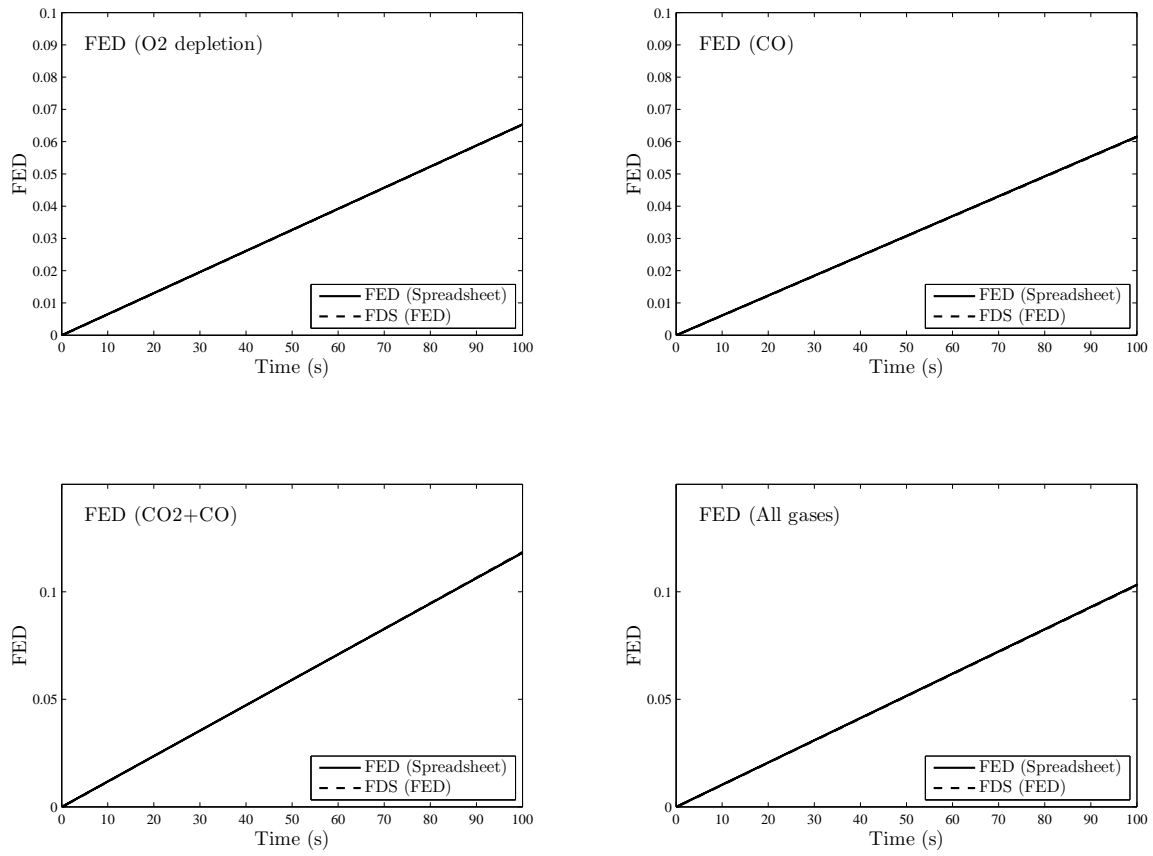 0.1
0.09
0.08
0.07
0.06
0.05
0.04
0.03
0.02
0.01
0
FED
FED (O2 depletion)
FED (Spreadsheet)
FDS (FED)
0 10 20 30 40 50 60 70 80 90 100
Time (s)
0.1
0.09
0.08
0.07
0.06
0.05
0.04
0.03
0.02
0.01
0
FED
FED (CO)
FED (Spreadsheet)
FDS (FED)
0 10 20 30 40 50 60 70 80 90 100
Time (s)
0.1
0.05
0
FED
FED (CO2+CO)
FED (Spreadsheet)
FDS (FED)
0 10 20 30 40 50 60 70 80 90 100
Time (s)
0.1
0.05
0
FED
FED (All gases)
FED (Spreadsheet)
FDS (FED)
0 10 20 30 40 50 60 70 80 90 100
Time (s)